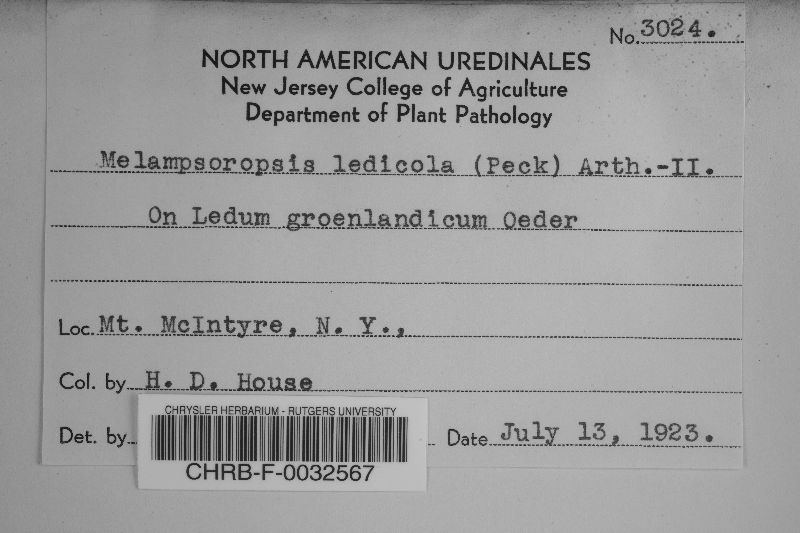 No. 3024.
NORTH AMERICAN UREDINALES
New Jersey College of Agriculture
Department of Plant Pathology
Melampsoropsis ledicola (Peck) Arth.-II.
On Ledum groenlandicum Oeder
Loc. Mt. McIntyre, N. Y.,
Col. by H. D. House
Det. by Date July 13, 1923.
CHRYSLER HERBARIUM - RUTGERS UNIVERSITY
CHRB-F-0032567